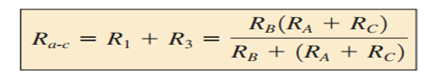 R_{a-c} = R_1 + R_3 = \frac{R_B(R_A + R_C)}{R_B + (R_A + R_C)}